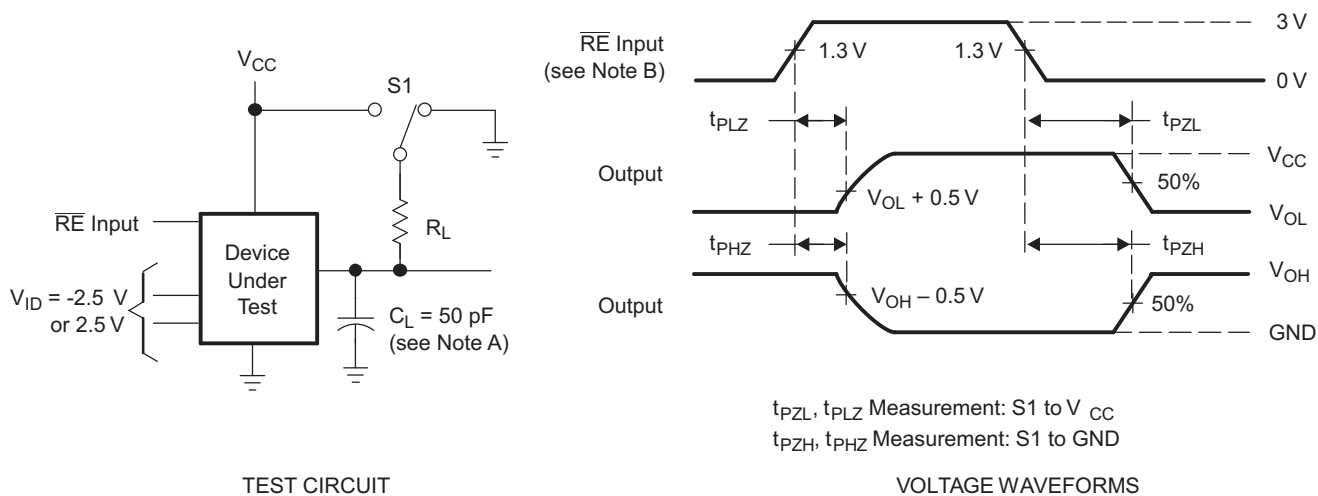 V_CC
S1
R̅E̅ Input
V_ID = -2.5 V
or 2.5 V
Device
Under
Test
R_L
C_L = 50 pF
(see Note A)
TEST CIRCUIT
R̅E̅ Input
(see Note B)
1.3 V
1.3 V
3 V
0 V
t_PLZ
t_PZL
Output
V_OL + 0.5 V
50%
V_CC
V_OL
t_PHZ
t_PZH
Output
V_OH – 0.5 V
50%
V_OH
GND
t_PZL, t_PLZ Measurement: S1 to V_CC
t_PZH, t_PHZ Measurement: S1 to GND
VOLTAGE WAVEFORMS